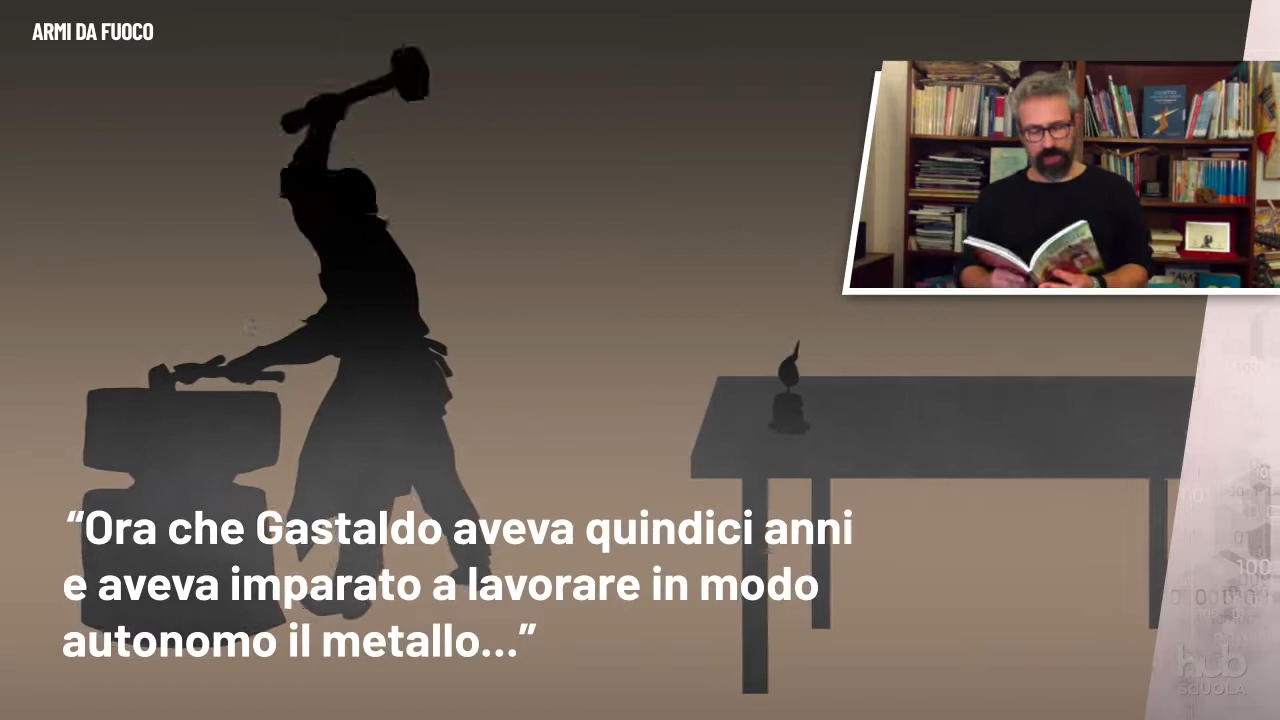 ARMI DA FUOCO
“Ora che Gastaldo aveva quindici anni
e aveva imparato a lavorare in modo
autonomo il metallo...”
100
hub
SCUOLA